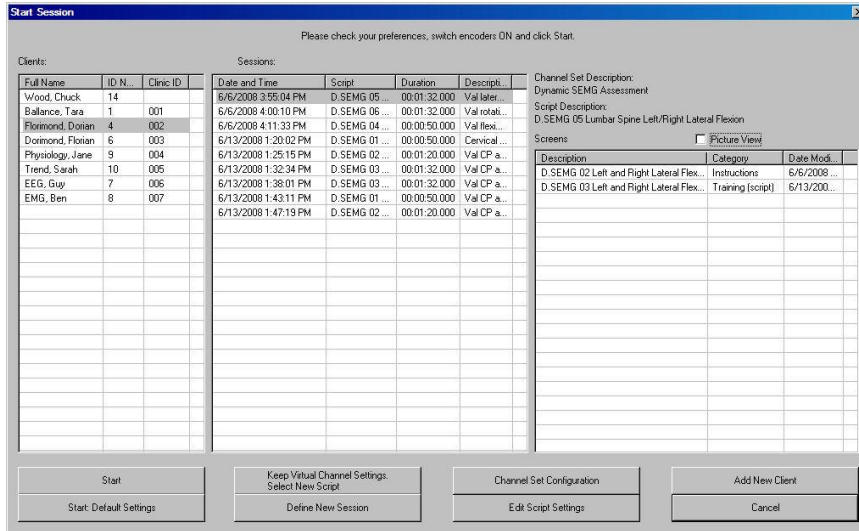 Start Session
Please check your preferences, switch encoders ON and click Start.
Clients:
Full Name ID N... Clinic ID
Wood, Chuck 14
Ballance, Tara 1 001
Florimond, Dorian 4 002
Dorimond, Florian 6 003
Physiology, Jane 9 004
Trend, Sarah 10 005
EEG, Guy 7 006
EMG, Ben 8 007
Sessions:
Date and Time Script Duration Descripti...
6/6/2008 3:55:04 PM D.SEMG 05 ... 00:01:32.000 Val later...
6/6/2008 4:00:10 PM D.SEMG 06 ... 00:01:32.000 Val rotati...
6/6/2008 4:11:33 PM D.SEMG 04 ... 00:00:50.000 Val flexi...
6/13/2008 1:20:02 PM D.SEMG 01 ... 00:00:50.000 Cervical ...
6/13/2008 1:25:15 PM D.SEMG 02 ... 00:01:20.000 Val CP a...
6/13/2008 1:32:34 PM D.SEMG 03 ... 00:01:32.000 Val CP a...
6/13/2008 1:38:01 PM D.SEMG 03 ... 00:01:32.000 Val CP a...
6/13/2008 1:43:11 PM D.SEMG 01 ... 00:00:50.000 Val CP a...
6/13/2008 1:47:19 PM D.SEMG 02 ... 00:01:20.000 Val CP a...
Channel Set Description:
Dynamic SEMG Assessment
Script Description:
D.SEMG 05 Lumbar Spine Left/Right Lateral Flexion
Screens Picture View
Description Category Date Modi...
D.SEMG 02 Left and Right Lateral Flex... Instructions 6/6/2008 ...
D.SEMG 03 Left and Right Lateral Flex... Training (script) 6/13/200...
Start
Keep Virtual Channel Settings.
Select New Script
Channel Set Configuration
Add New Client
Start: Default Settings
Define New Session
Edit Script Settings
Cancel